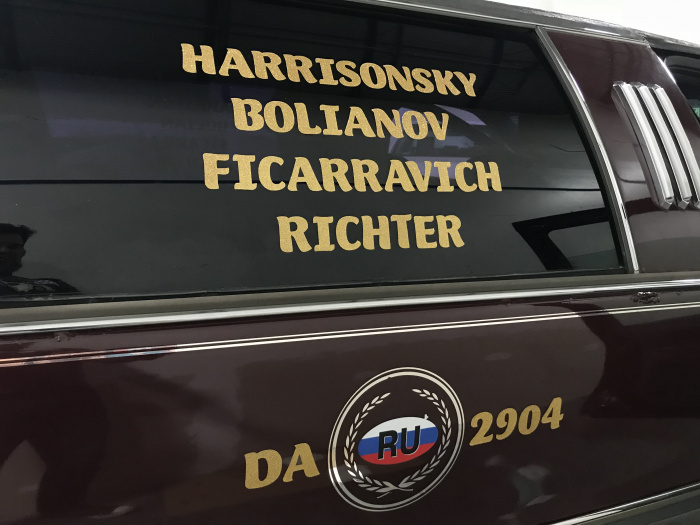 HARRISONSKY
BOLIANOV
FICARRAVICH
RICHTER
DA RU 2904